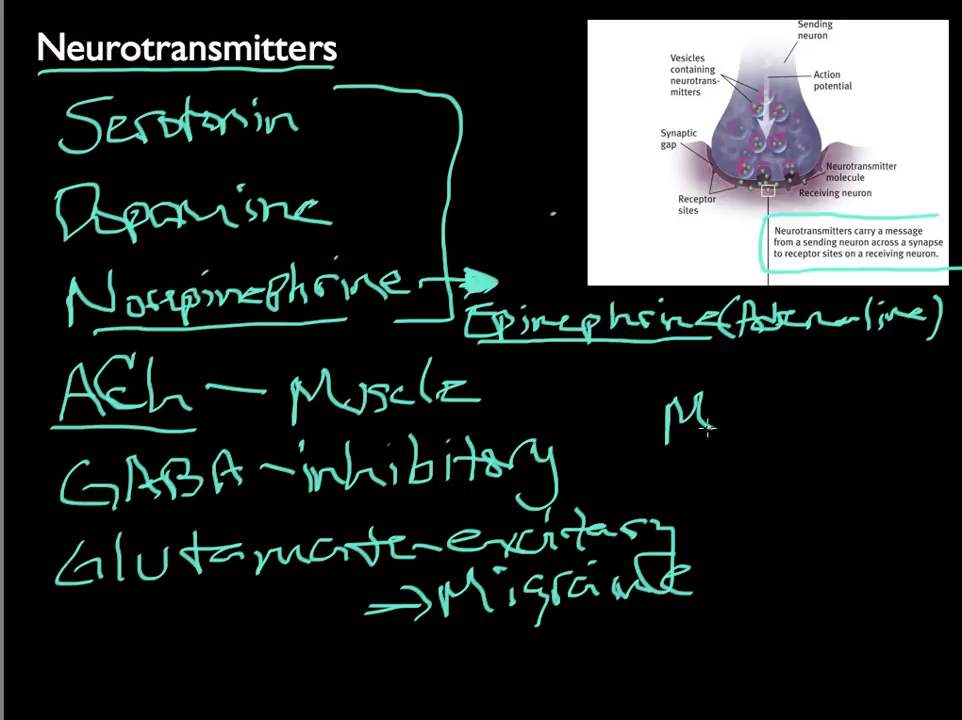 Neurotransmitters
Serotonin
Dopamine
Norepinephrine
Epinephrine (Adrenaline)
ACh - Muscle
GABA - inhibitory
Glutamate - excitatory
Migraine
M
Sending neuron
Vesicles containing neurotrans-
mitters
Action potential
Synaptic gap
Neurotransmitter molecule
Receptor sites
Receiving neuron
Neurotransmitters carry a message
from a sending neuron across a synapse
to receptor sites on a receiving neuron.